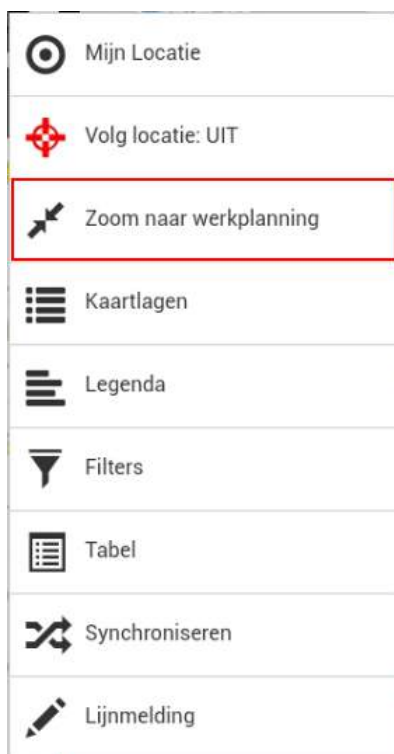 Mijn Locatie
Volg locatie: UIT
Zoom naar werkplanning
Kaartlagen
Legenda
Filters
Tabel
Synchroniseren
Lijnmelding